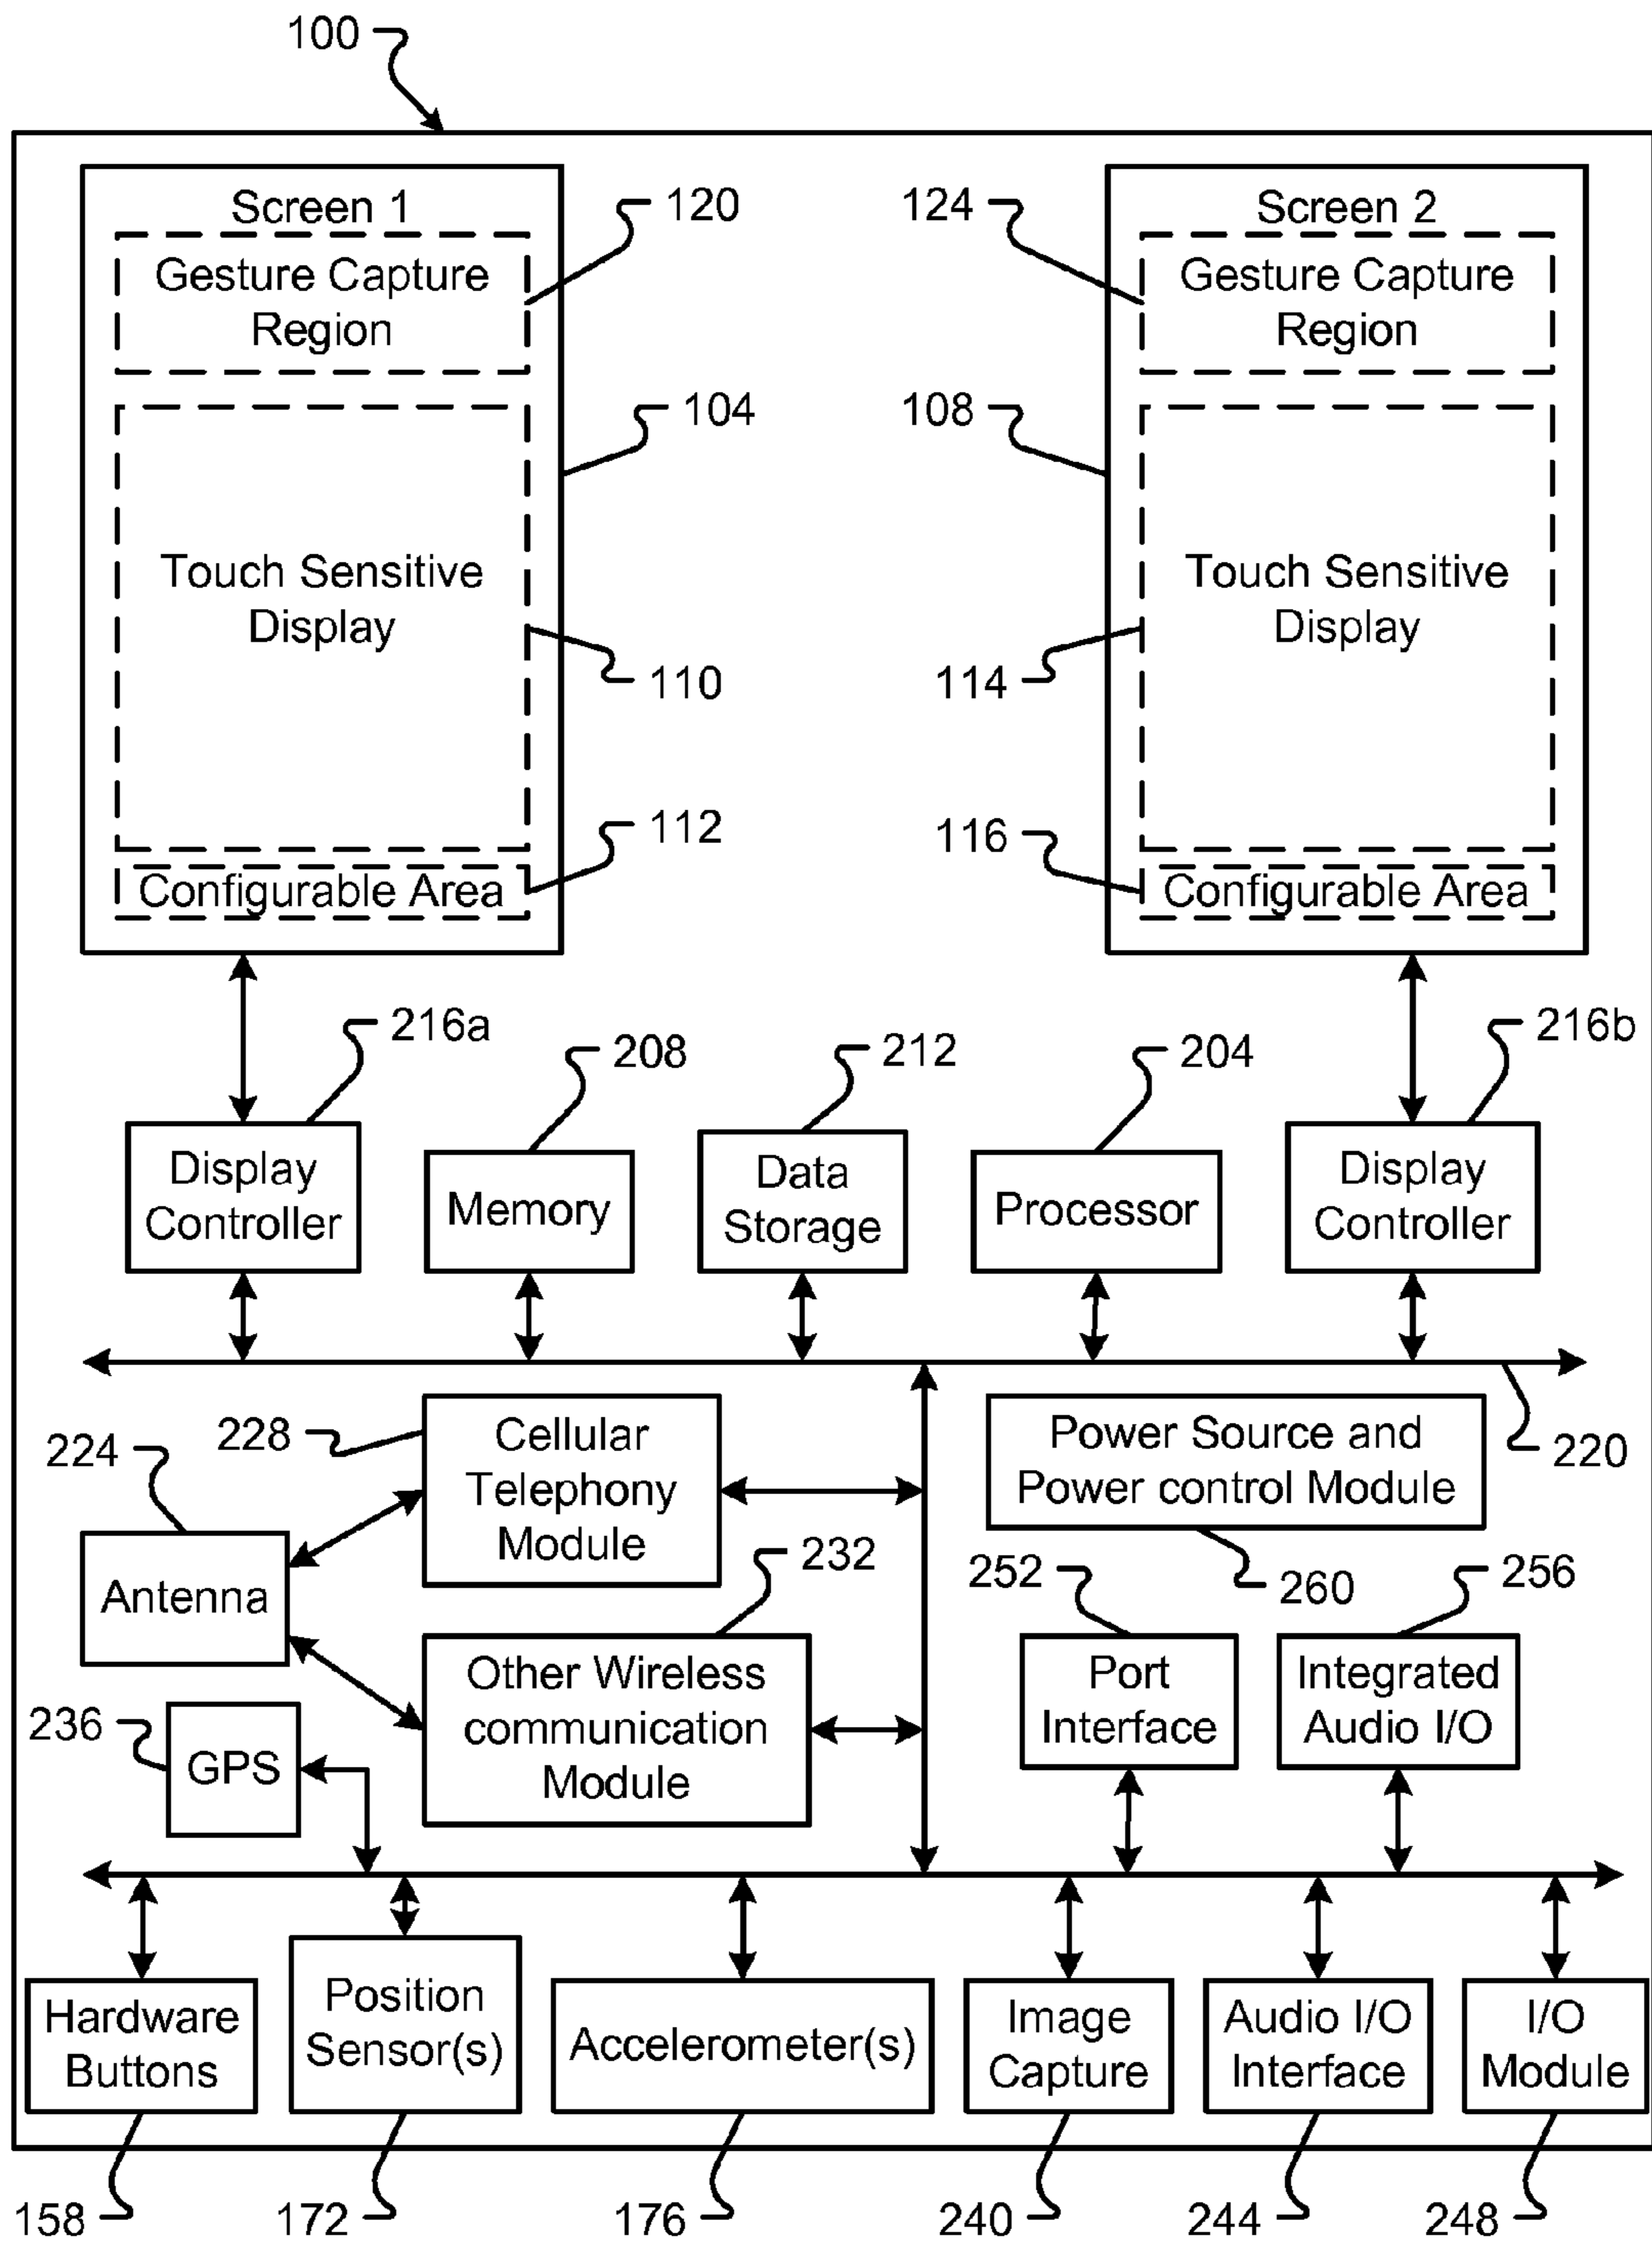 100
Screen 1
Gesture Capture
Region
120
Touch Sensitive
Display
104
110
Configurable Area
112
Screen 2
Gesture Capture
Region
124
Touch Sensitive
Display
108
114
Configurable Area
116
216a
208
212
204
216b
Display
Controller
Memory
Data
Storage
Processor
Display
Controller
220
224
228
Cellular
Telephony
Module
Power Source and
Power control Module
260
Antenna
232
Other Wireless
communication
Module
252
Port
Interface
256
Integrated
Audio I/O
236
GPS
Hardware
Buttons
Position
Sensor(s)
Accelerometer(s)
Image
Capture
Audio I/O
Interface
I/O
Module
158
172
176
240
244
248